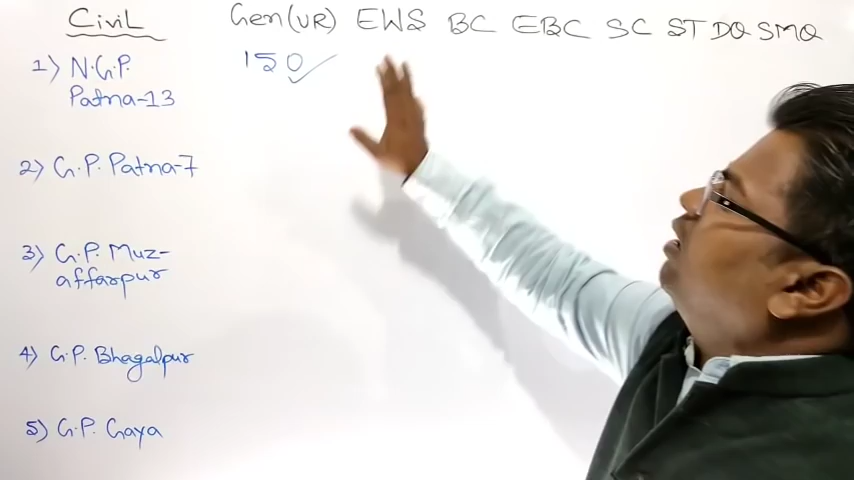 Civil Gen(UR) EWS BC EBC SC ST DQ SMQ
1) N.G.P. 150
Patna-13
2) G.P. Patna-7
3) G.P. Muz-
affarpur
4) G.P. Bhagalpur
5) G.P. Gaya